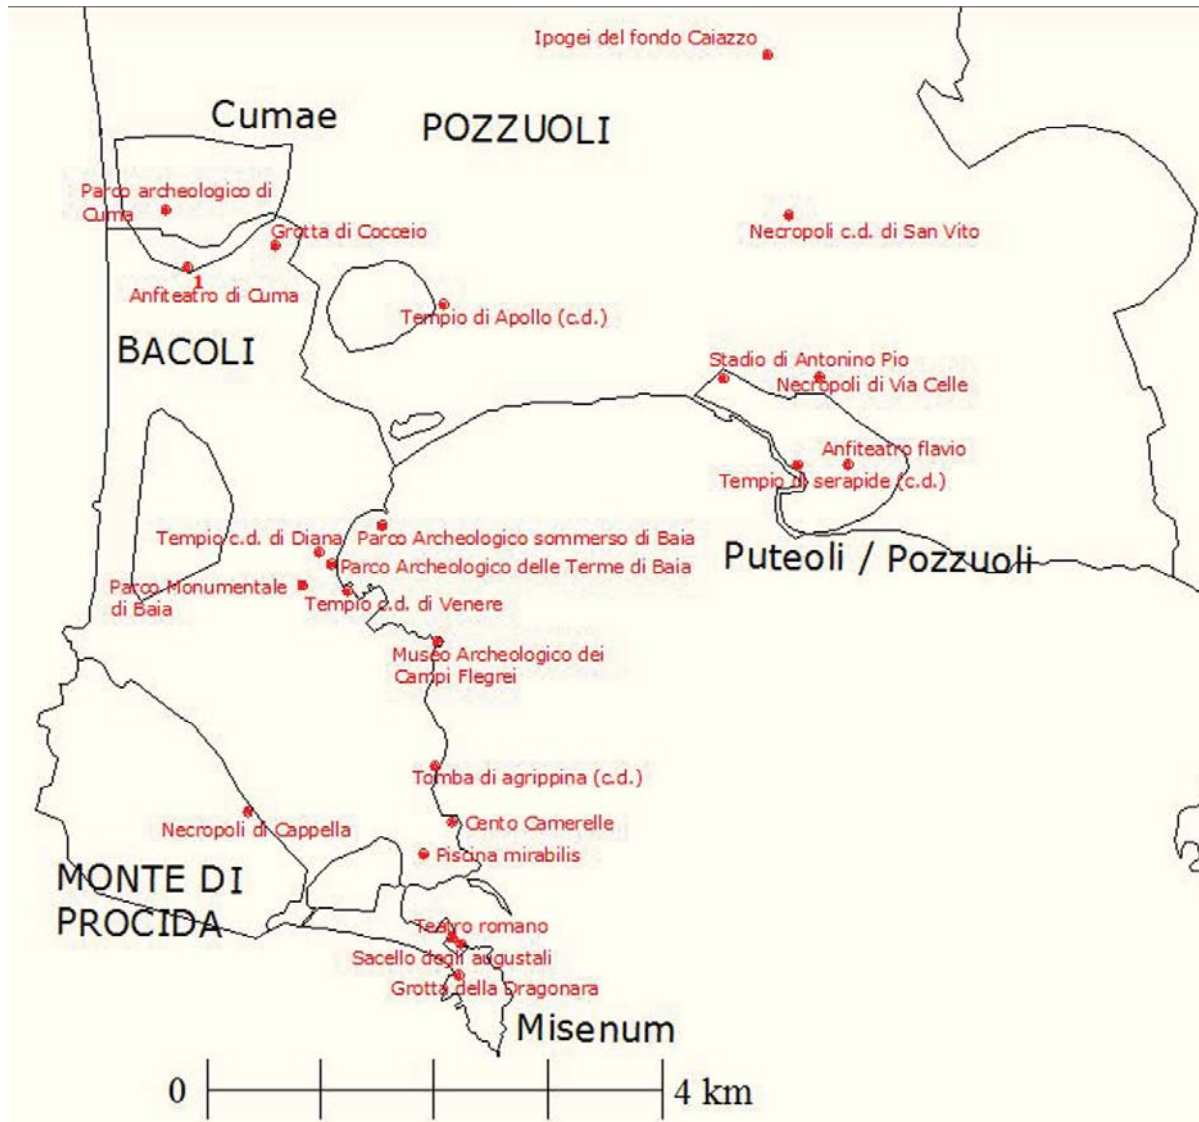 Ipogei del fondo Caiazzo
Cumae
POZZUOLI
Parco archeologico di
Cuma
Grotta di Cocceio
Necropoli c.d. di San Vito
1
Anfiteatro di Cuma
Tempio di Apollo (c.d.)
BACOLI
Stadio di Antonino Pio
Necropoli di Via Celle
Anfiteatro flavio
Tempio di serapide (c.d.)
Tempio c.d. di Diana
Parco Archeologico sommerso di Baia
Puteoli / Pozzuoli
Parco Archeologico delle Terme di Baia
Parco Monumentale
di Baia
Tempio c.d. di Venere
Museo Archeologico dei
Campi Flegrei
Tomba di agrippina (c.d.)
Cento Camerelle
Necropoli di Cappella
Piscina mirabilis
MONTE DI
PROCIDA
Teatro romano
Sacello degli augustali
Grotta della Dragonara
Misenum
0
4 km